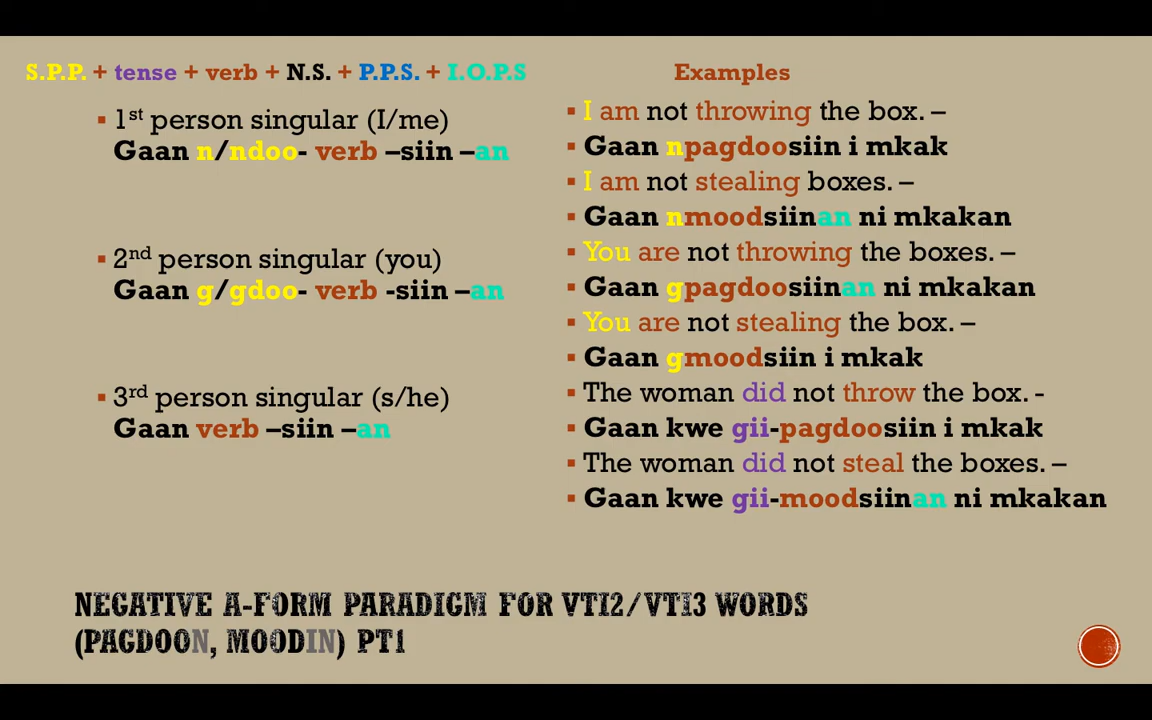 S.P.P. + tense + verb + N.S. + P.P.S. + I.O.P.S
▪ 1st person singular (I/me)
Gaan n/ndoo- verb –siin –an
▪ 2nd person singular (you)
Gaan g/gdoo- verb -siin –an
▪ 3rd person singular (s/he)
Gaan verb –siin –an
Examples
▪ I am not throwing the box. –
▪ Gaan npagdoosiin i mkak
▪ I am not stealing boxes. –
▪ Gaan nmoodsiinan ni mkakan
▪ You are not throwing the boxes. –
▪ Gaan gpagdoosiinan ni mkakan
▪ You are not stealing the box. –
▪ Gaan gmoodsiin i mkak
▪ The woman did not throw the box. -
▪ Gaan kwe gii-pagdoosiin i mkak
▪ The woman did not steal the boxes. –
▪ Gaan kwe gii-moodsiinan ni mkakan
NEGATIVE A-FORM PARADIGM FOR VTI2/VTI3 WORDS
(PAGDOON, MOODIN) PT1